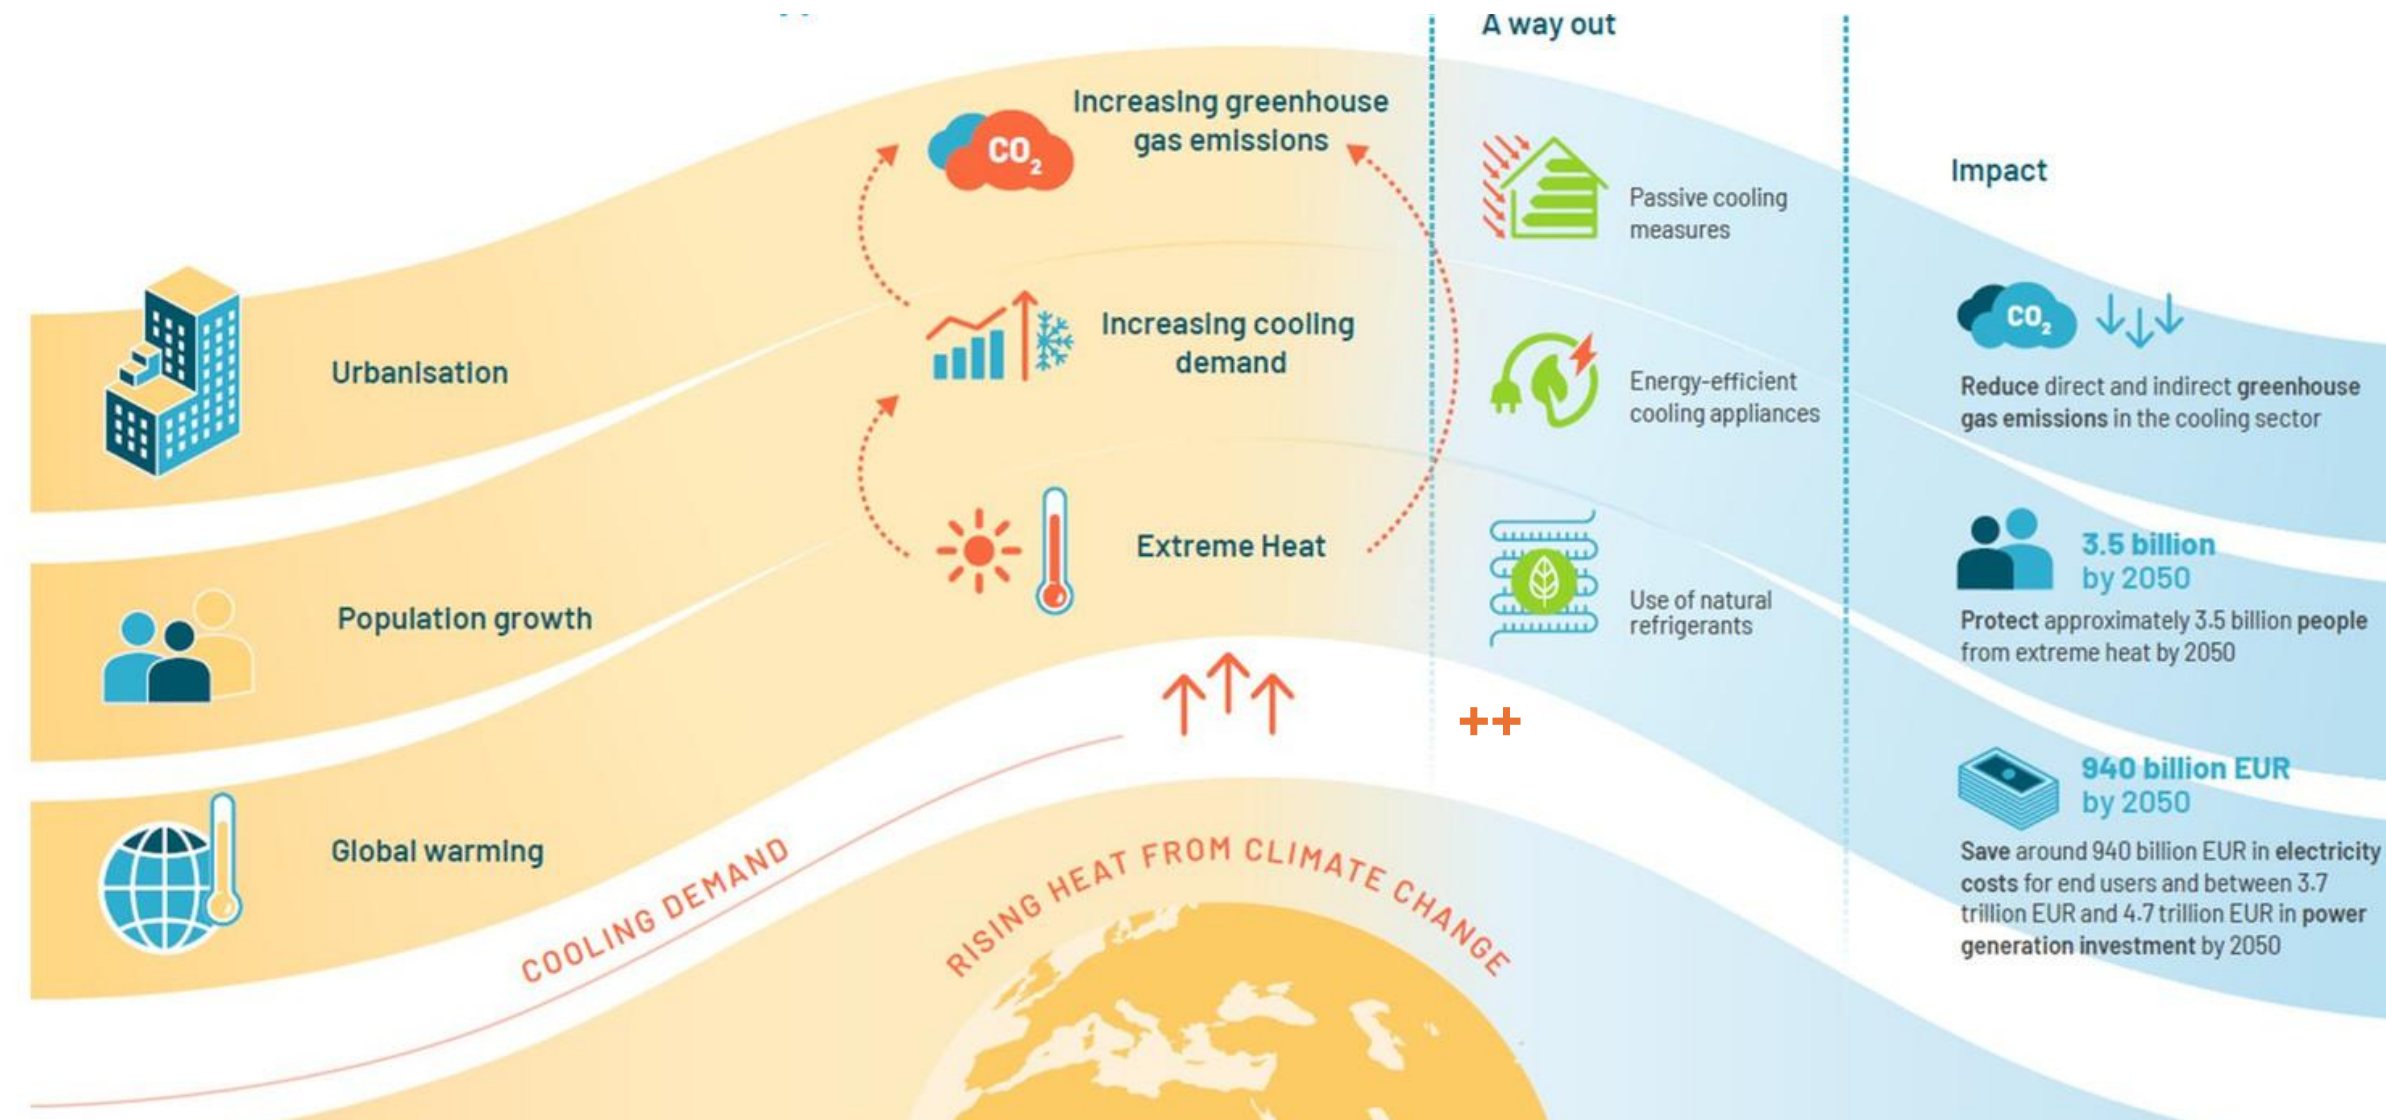 Urbanisation
Population growth
Global warming
COOLING DEMAND
CO2
Increasing greenhouse
gas emissions
Increasing cooling
demand
Extreme Heat
RISING HEAT FROM CLIMATE CHANGE
A way out
Passive cooling
measures
Energy-efficient
cooling appliances
Use of natural
refrigerants
++
Impact
CO2
Reduce direct and indirect greenhouse
gas emissions in the cooling sector
3.5 billion
by 2050
Protect approximately 3.5 billion people
from extreme heat by 2050
940 billion EUR
by 2050
Save around 940 billion EUR in electricity
costs for end users and between 3.7
trillion EUR and 4.7 trillion EUR in power
generation investment by 2050